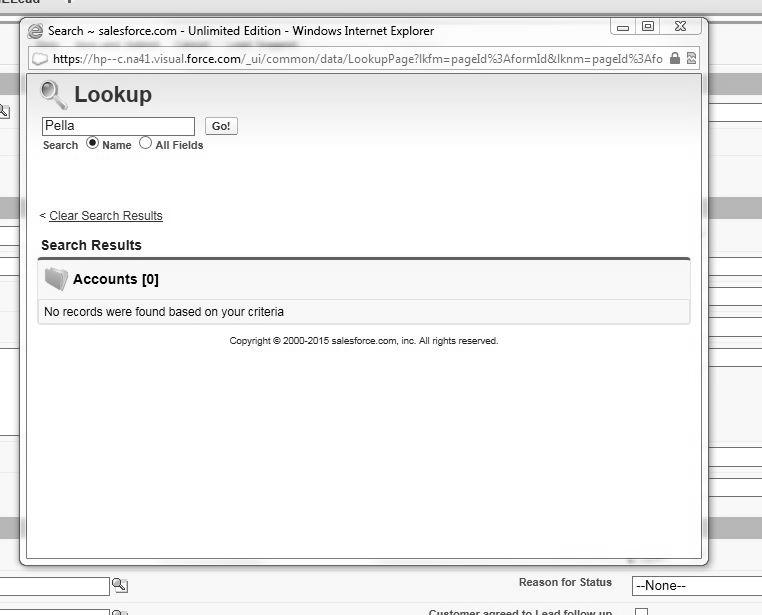 Search ~ salesforce.com - Unlimited Edition - Windows Internet Explorer
https://hp--c.na41.visual.force.com/_ui/common/data/LookupPage?lkfm=pageId%3AformId&lknm=pageId%3Afo
Lookup
Pella
Go!
Search Name All Fields
< Clear Search Results
Search Results
Accounts [0]
No records were found based on your criteria
Copyright © 2000-2015 salesforce.com, inc. All rights reserved.
Reason for Status
--None--
Customer agreed to Lead follow up